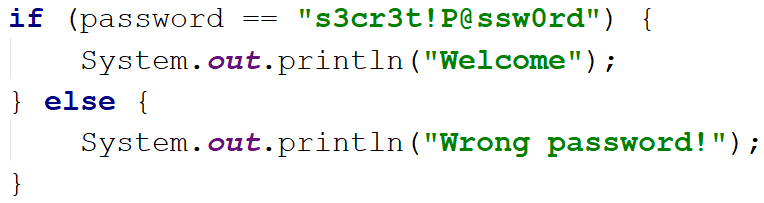 if (password == "s3cr3t!P@ssw0rd") {
    System.out.println("Welcome");
} else {
    System.out.println("Wrong password!");
}